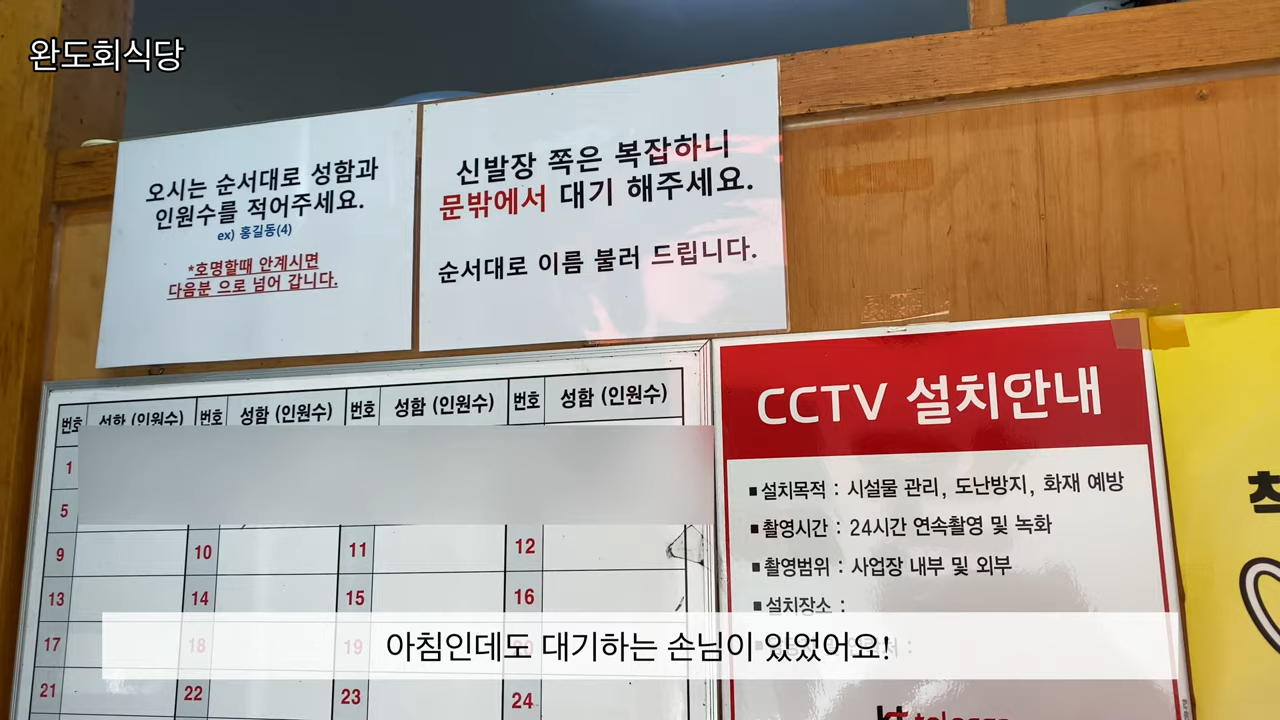 완도회식당
오시는 순서대로 성함과
인원수를 적어주세요.
ex) 홍길동(4)
*호명할때 안계시면
다음분 으로 넘어 갑니다.
신발장 쪽은 복잡하니
문밖에서 대기 해주세요.
순서대로 이름 불러 드립니다.
번호 성함 (인원수) 번호 성함 (인원수) 번호 성함 (인원수) 번호 성함 (인원수)
1
5
9 10 11 12
13 14 15 16
17 18 19 20
21 22 23 24
CCTV 설치안내
■설치목적 : 시설물 관리, 도난방지, 화재 예방
■촬영시간 : 24시간 연속촬영 및 녹화
■촬영범위 : 사업장 내부 및 외부
■설치장소 :
아침인데도 대기하는 손님이 있었어요!